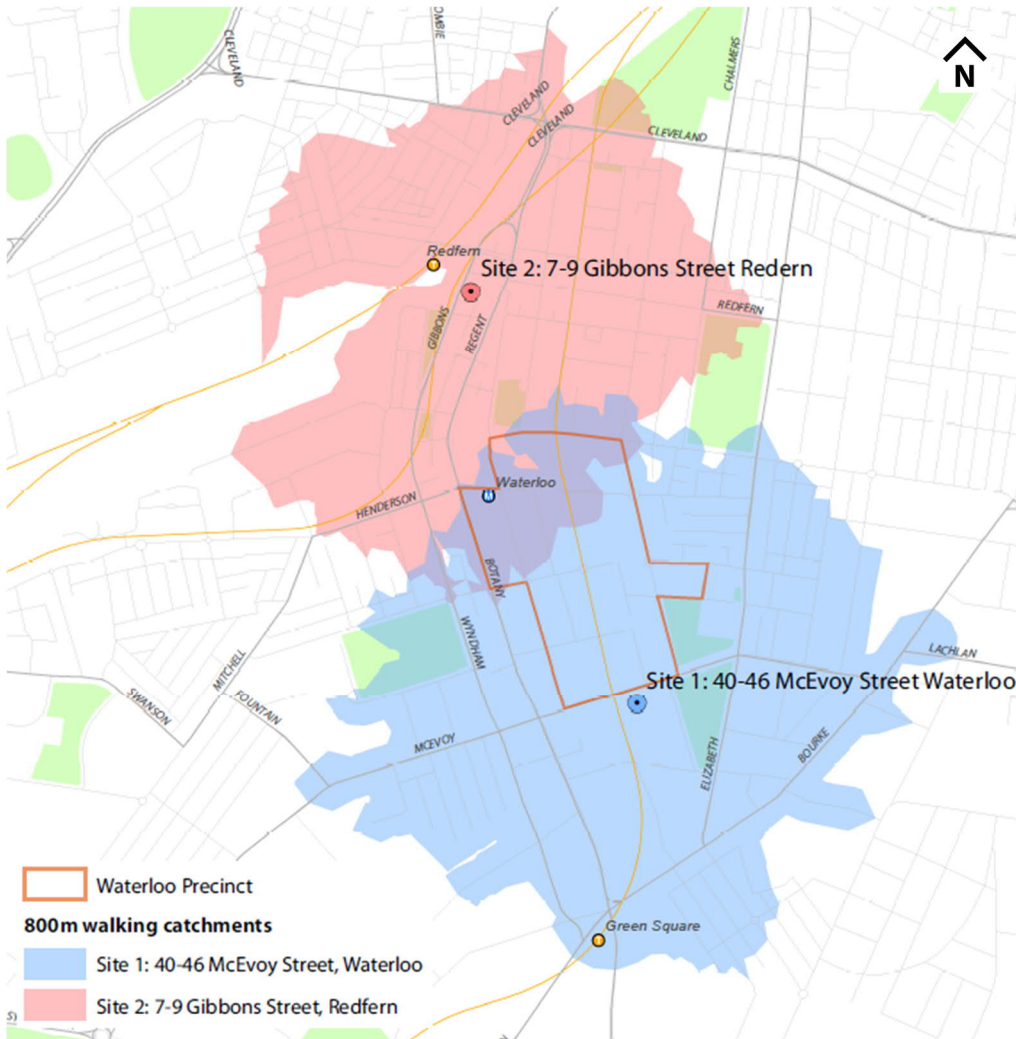 N
OMBIE
CLEVELAND
CHALMERS
CLEVELAND
CLEVELAND
CLEVELAND
Redfern
Site 2: 7-9 Gibbons Street Redern
REDFERN
GIBBONS
REGENT
Waterloo
HENDERSON
BOTANY
WYNDHAM
LACHLAN
MITCHELL
Site 1: 40-46 McEvoy Street Waterloo
SWANSON
FOUNTAIN
MCEVOY
ELIZABETH
BOURKE
Green Square
Waterloo Precinct
800m walking catchments
Site 1: 40-46 McEvoy Street, Waterloo
Site 2: 7-9 Gibbons Street, Redfern